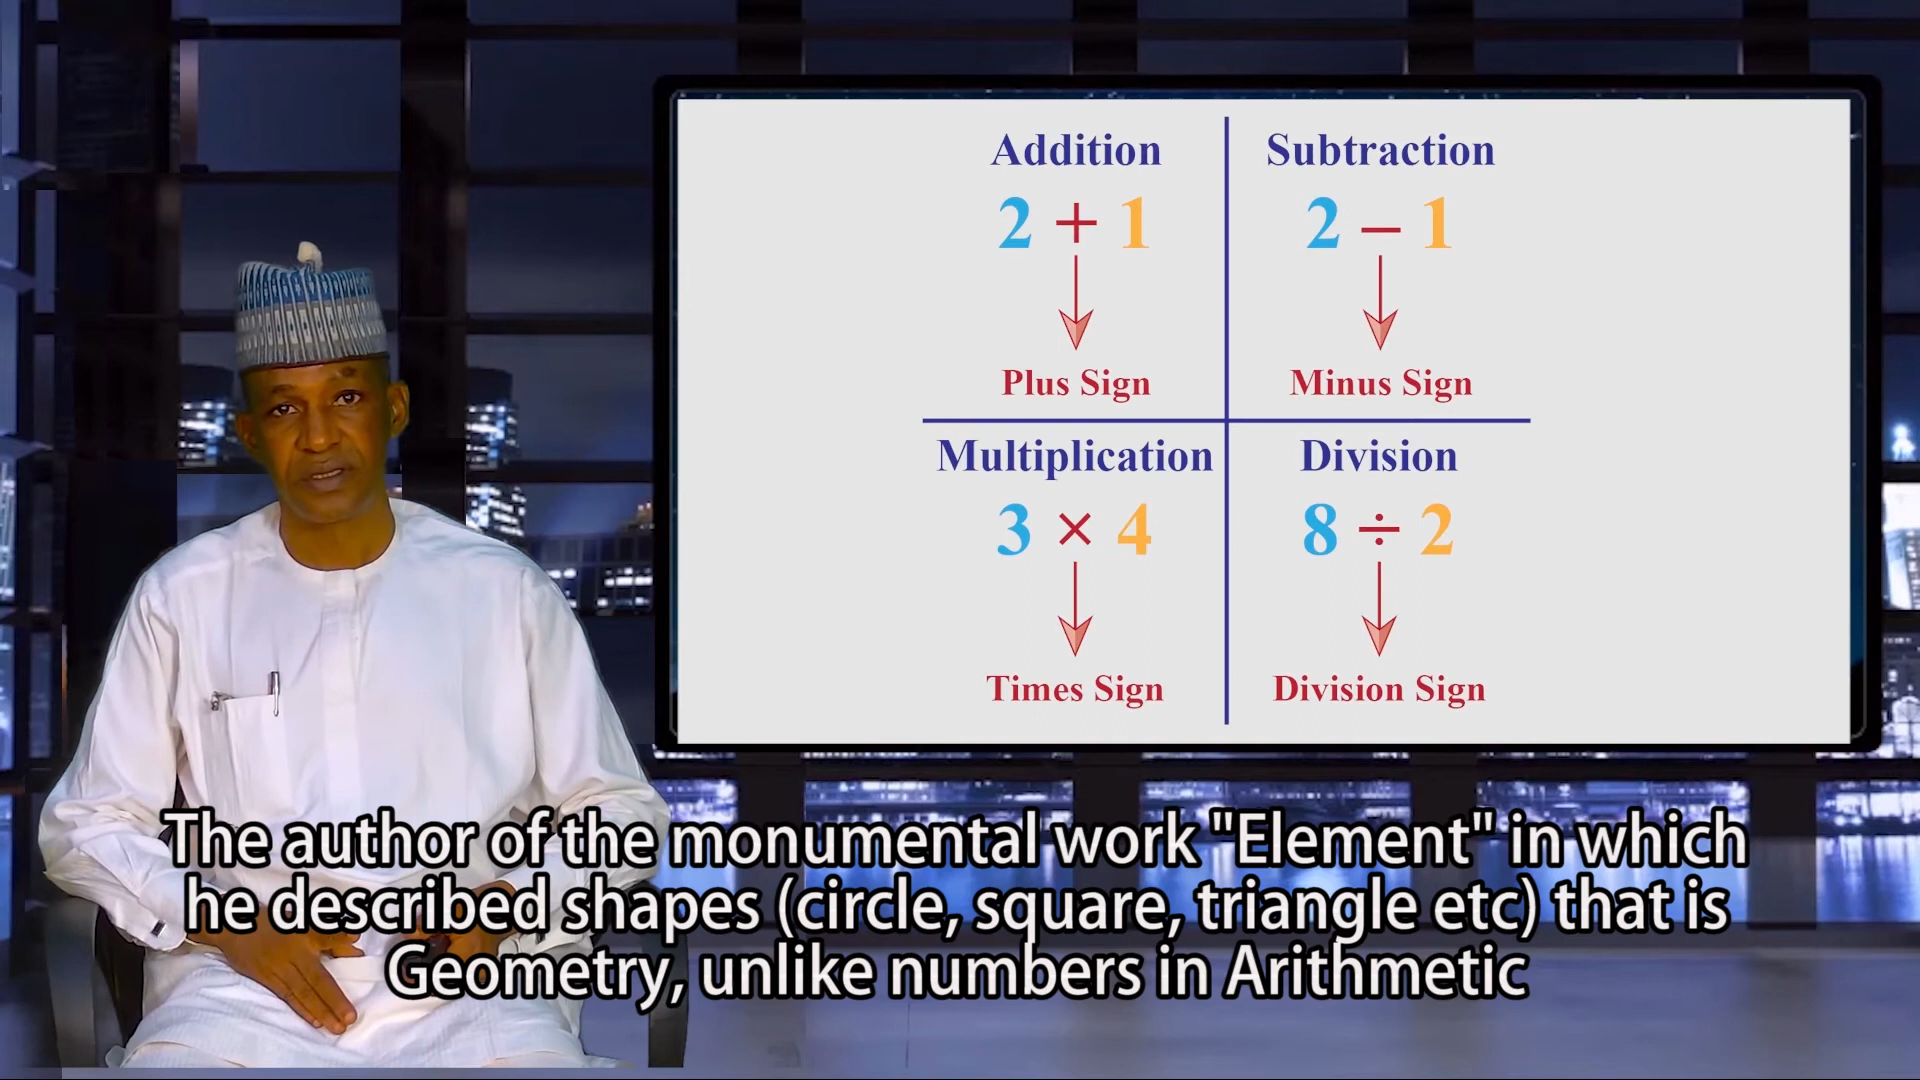 Addition
2 + 1
Plus Sign
Subtraction
2 – 1
Minus Sign
Multiplication
3 × 4
Times Sign
Division
8 ÷ 2
Division Sign
The author of the monumental work "Element" in which
he described shapes (circle, square, triangle etc) that is
Geometry, unlike numbers in Arithmetic